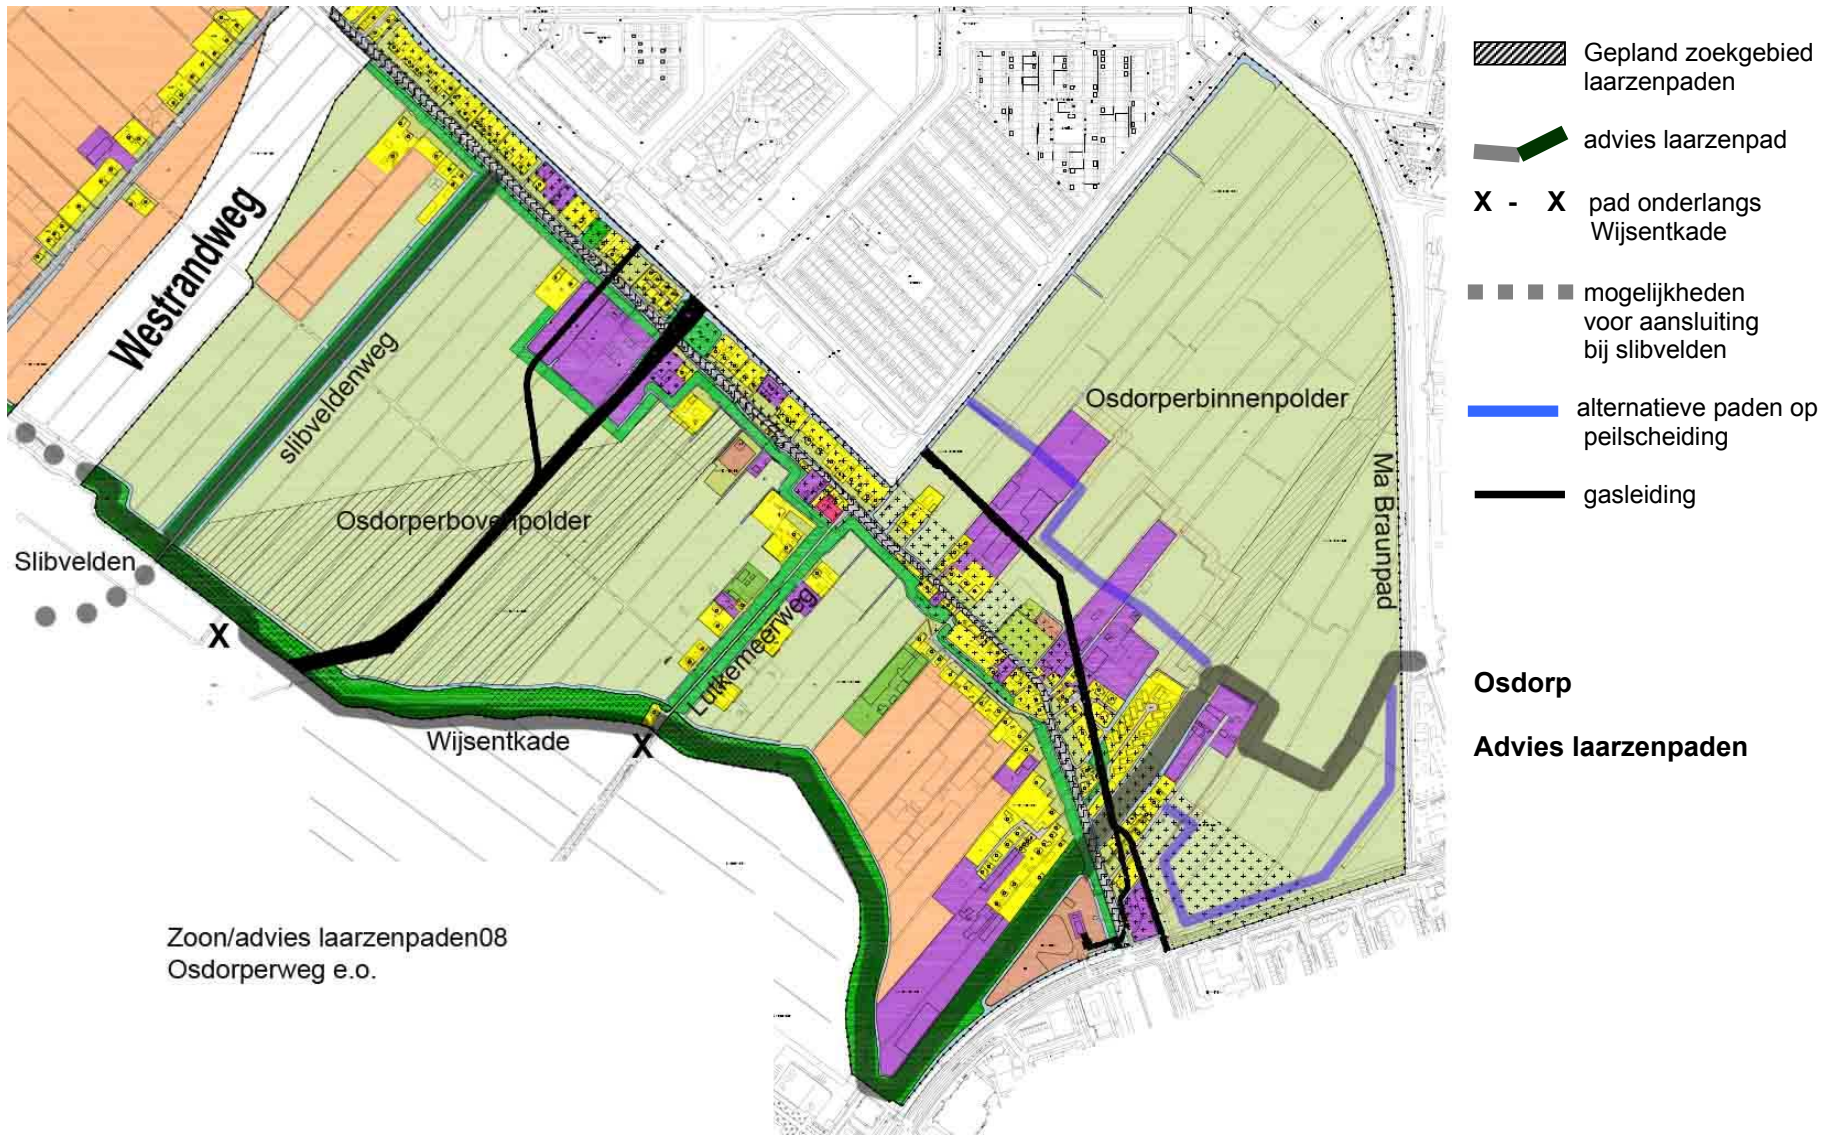 Gepland zoekgebied
laarzenpaden
advies laarzenpad
X - X pad onderlangs
Wijsentkade
mogelijkheden
voor aansluiting
bij slibvelden
alternatieve paden op
peilscheiding
gasleiding
Osdorp
Advies laarzenpaden
Westrandweg
slibveldenweg
Osdorperbinnenpolder
Ma Braunpad
Osdorperbovenpolder
Slibvelden
X
Lutkemeerweg
Wijsentkade
X
Zoon/advies laarzenpaden08
Osdorperweg e.o.